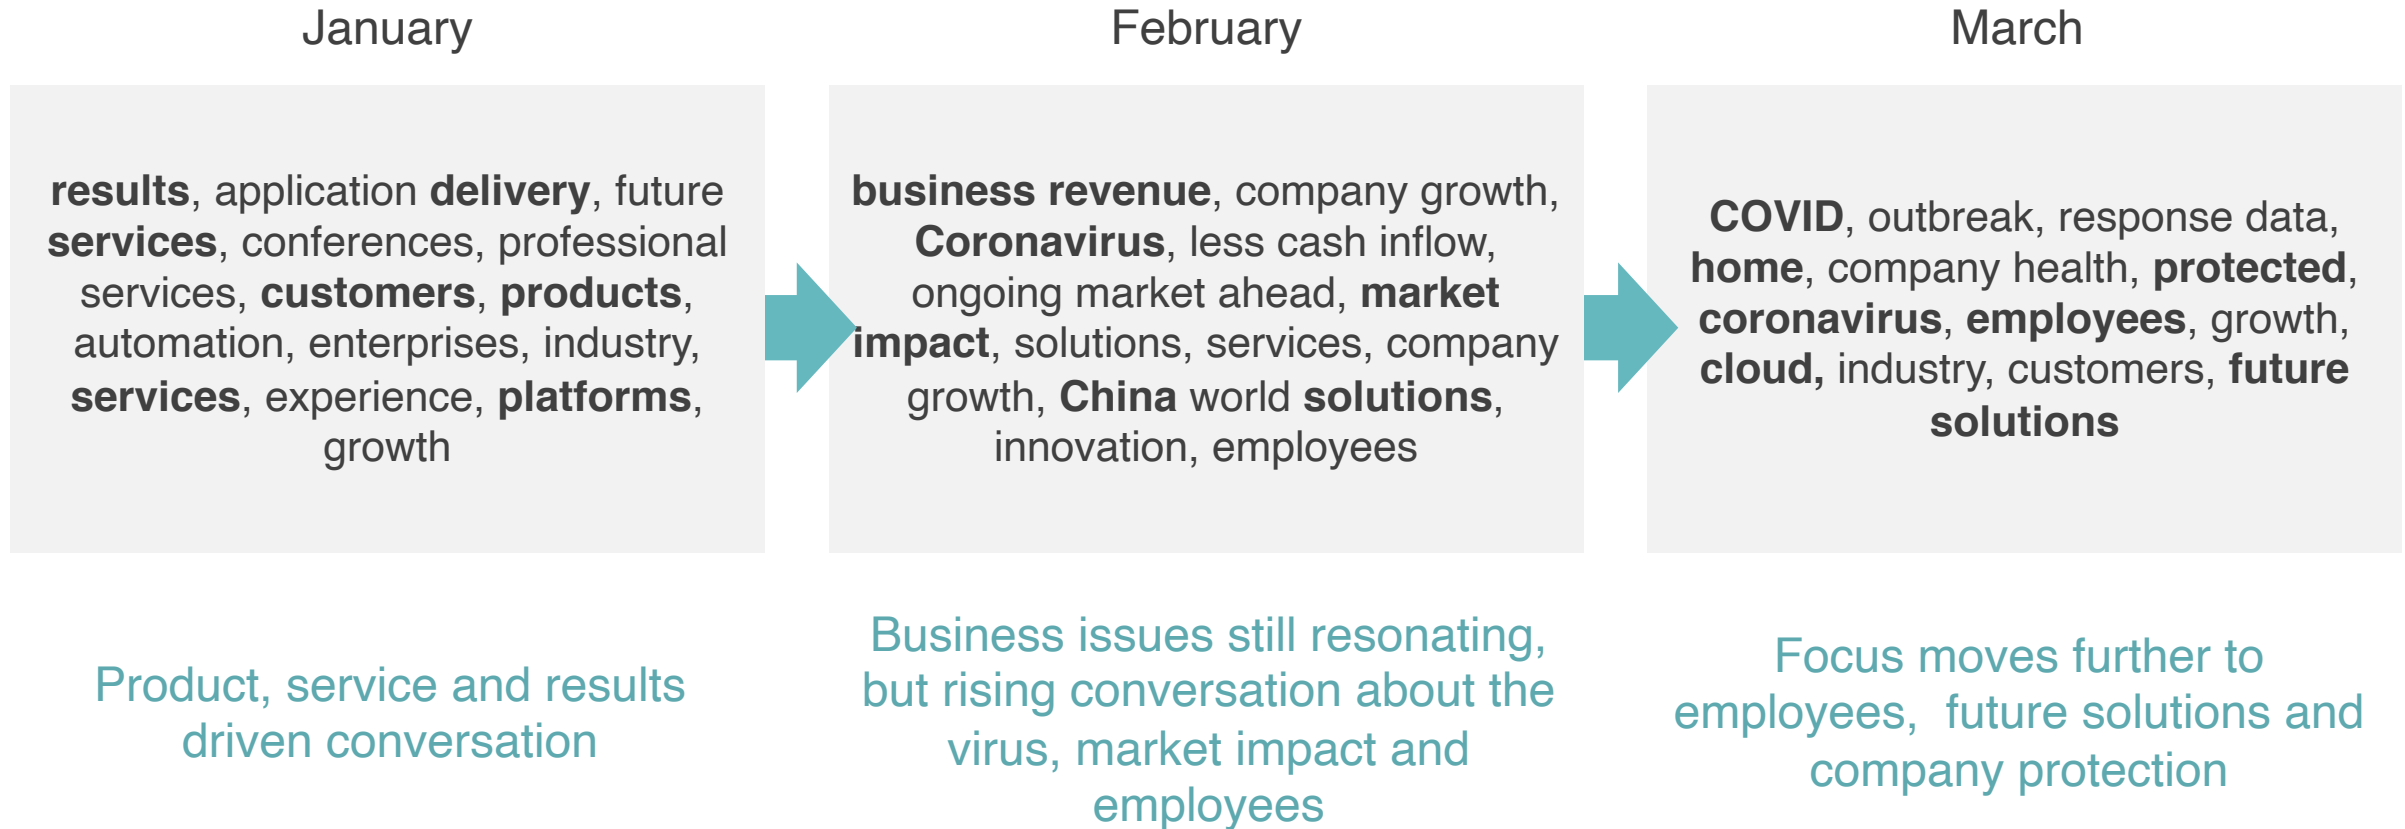 January
results, application delivery, future
services, conferences, professional
services, customers, products,
automation, enterprises, industry,
services, experience, platforms,
growth
Product, service and results
driven conversation
February
business revenue, company growth,
Coronavirus, less cash inflow,
ongoing market ahead, market
impact, solutions, services, company
growth, China world solutions,
innovation, employees
Business issues still resonating,
but rising conversation about the
virus, market impact and
employees
March
COVID, outbreak, response data,
home, company health, protected,
coronavirus, employees, growth,
cloud, industry, customers, future
solutions
Focus moves further to
employees,  future solutions and
company protection